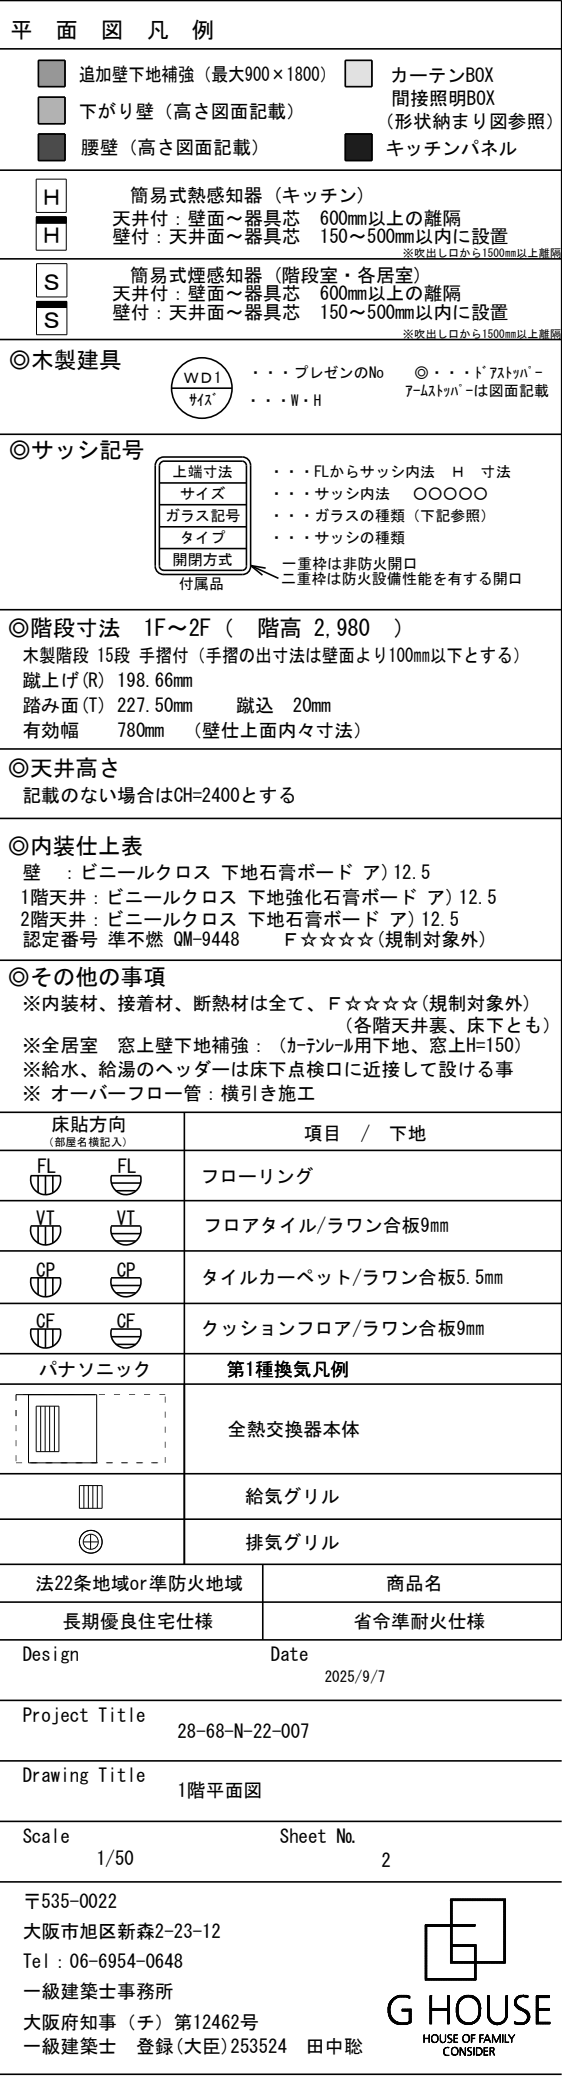 平面図凡例
追加壁下地補強（最大900×1800）
カーテンBOX
間接照明BOX
（形状納まり図参照）
下がり壁（高さ図面記載）
腰壁（高さ図面記載）
キッチンパネル
H
簡易式熱感知器（キッチン）
天井付：壁面～器具芯　600mm以上の離隔
H
壁付：天井面～器具芯　150～500mm以内に設置
※吹出し口から1500mm以上離隔
S
簡易式煙感知器（階段室・各居室）
天井付：壁面～器具芯　600mm以上の離隔
S
壁付：天井面～器具芯　150～500mm以内に設置
※吹出し口から1500mm以上離隔
◎木製建具
WD1
・・・プレゼンのNo
◎・・・ﾄﾞｱｽﾄｯﾊﾟｰ
ｻｲｽﾞ
・・・W・H
ｱｰﾑｽﾄｯﾊﾟｰは図面記載
◎サッシ記号
上端寸法
・・・FLからサッシ内法　H　寸法
サイズ
・・・サッシ内法　○○○○○
ガラス記号
・・・ガラスの種類（下記参照）
タイプ
・・・サッシの種類
開閉方式
一重枠は非防火開口
二重枠は防火設備性能を有する開口
付属品
◎階段寸法　1F～2F（　階高 2,980　）
木製階段 15段 手摺付（手摺の出寸法は壁面より100mm以下とする）
蹴上げ(R) 198.66mm
踏み面(T) 227.50mm　　蹴込　20mm
有効幅　　780mm　（壁仕上面内々寸法）
◎天井高さ
記載のない場合はCH=2400とする
◎内装仕上表
壁　：ビニールクロス 下地石膏ボード ア)12.5
1階天井：ビニールクロス 下地強化石膏ボード ア)12.5
2階天井：ビニールクロス 下地石膏ボード ア)12.5
認定番号 準不燃 QM-9448　　F☆☆☆☆(規制対象外)
◎その他の事項
※内装材、接着材、断熱材は全て、F☆☆☆☆(規制対象外)
（各階天井裏、床下とも）
※全居室　窓上壁下地補強：（ｶｰﾃﾝﾚｰﾙ用下地、窓上H=150）
※給水、給湯のヘッダーは床下点検口に近接して設ける事
※ オーバーフロー管：横引き施工
床貼方向
（部屋名横記入）
項目　/　下地
FL
FL
フローリング
VT
VT
フロアタイル/ラワン合板9mm
CP
CP
タイルカーペット/ラワン合板5.5mm
CF
CF
クッションフロア/ラワン合板9mm
パナソニック
第1種換気凡例
全熱交換器本体
給気グリル
排気グリル
法22条地域or準防火地域
商品名
長期優良住宅仕様
省令準耐火仕様
Design
Date
2025/9/7
Project Title
28-68-N-22-007
Drawing Title
1階平面図
Scale
Sheet No.
1/50
2
〒535-0022
大阪市旭区新森2-23-12
Tel：06-6954-0648
一級建築士事務所
大阪府知事（チ）第12462号
一級建築士　登録(大臣)253524　田中聡
G HOUSE
HOUSE OF FAMILY
CONSIDER